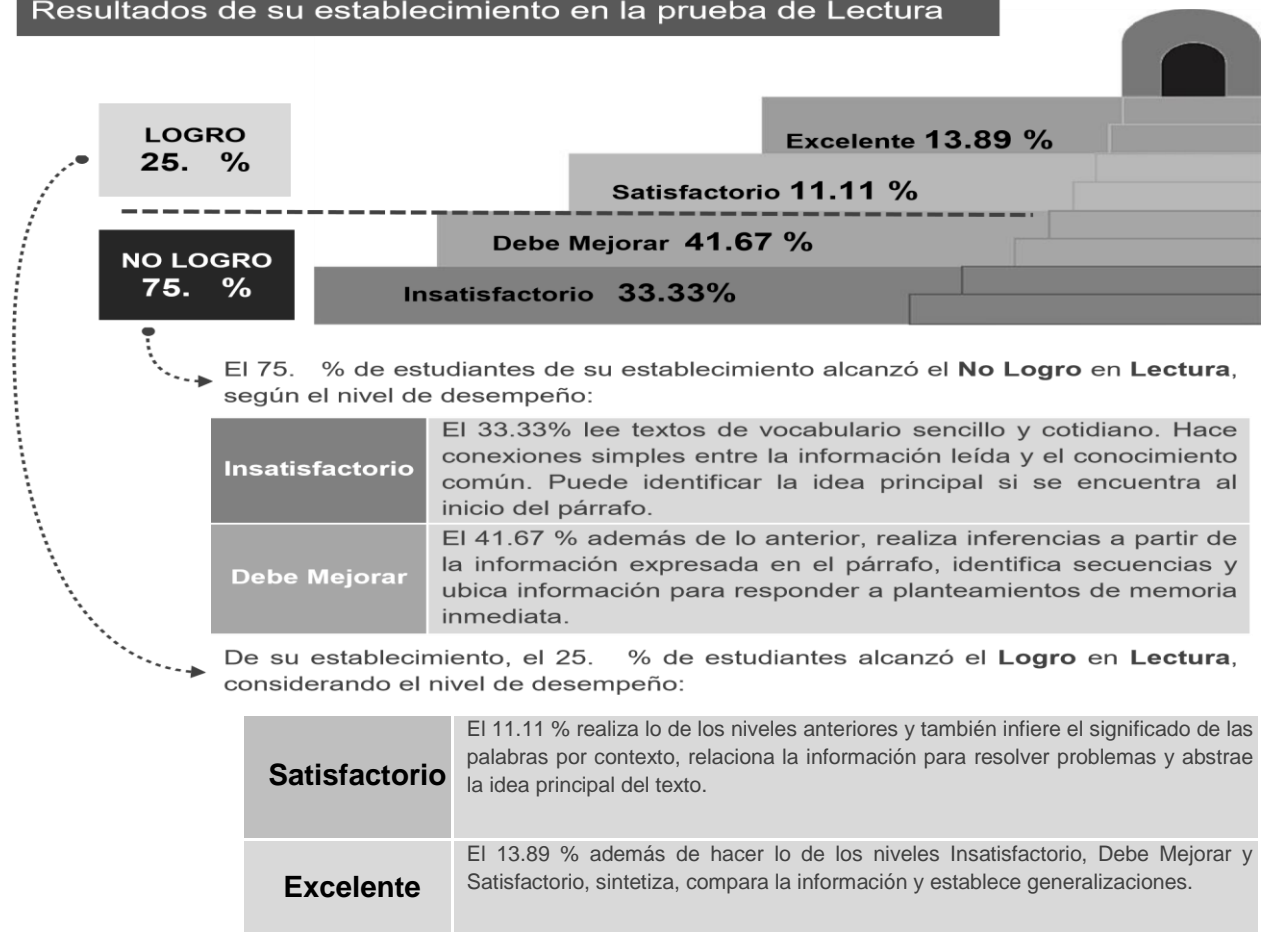 Resultados de su establecimiento en la prueba de Lectura
LOGRO
25. %
Excelente 13.89 %
Satisfactorio 11.11 %
Debe Mejorar 41.67 %
NO LOGRO
75. %
Insatisfactorio 33.33%
El 75. % de estudiantes de su establecimiento alcanzó el No Logro en Lectura,
según el nivel de desempeño:
Insatisfactorio
El 33.33% lee textos de vocabulario sencillo y cotidiano. Hace
conexiones simples entre la información leída y el conocimiento
común. Puede identificar la idea principal si se encuentra al
inicio del párrafo.
Debe Mejorar
El 41.67 % además de lo anterior, realiza inferencias a partir de
la información expresada en el párrafo, identifica secuencias y
ubica información para responder a planteamientos de memoria
inmediata.
De su establecimiento, el 25. % de estudiantes alcanzó el Logro en Lectura,
considerando el nivel de desempeño:
Satisfactorio
El 11.11 % realiza lo de los niveles anteriores y también infiere el significado de las
palabras por contexto, relaciona la información para resolver problemas y abstrae
la idea principal del texto.
Excelente
El 13.89 % además de hacer lo de los niveles Insatisfactorio, Debe Mejorar y
Satisfactorio, sintetiza, compara la información y establece generalizaciones.